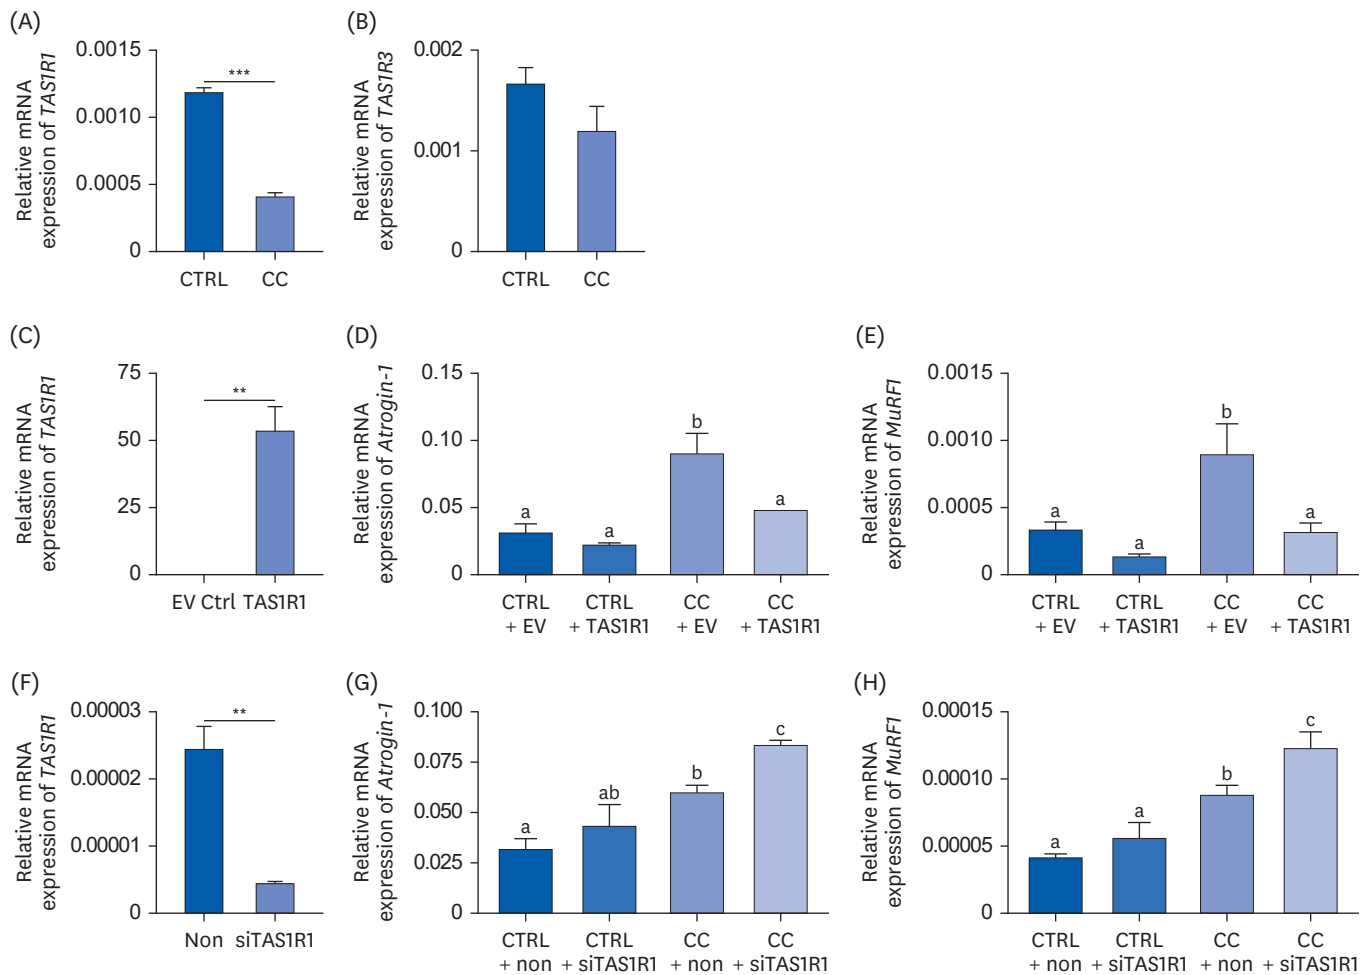 (A)
Relative mRNA
expression of TAS1R1
0.0015
0.0010
0.0005
0
***
CTRL
CC
(B)
Relative mRNA
expression of TAS1R3
0.002
0.001
0
CTRL
CC
(C)
Relative mRNA
expression of TAS1R1
75
50
25
0
**
EV Ctrl TAS1R1
(D)
Relative mRNA
expression of Atrogin-1
0.15
0.10
0.05
0
a
a
b
a
CTRL
+ EV
CTRL
+ TAS1R1
CC
+ EV
CC
+ TAS1R1
(E)
Relative mRNA
expression of MuRF1
0.0015
0.0010
0.0005
0
a
a
b
a
CTRL
+ EV
CTRL
+ TAS1R1
CC
+ EV
CC
+ TAS1R1
(F)
Relative mRNA
expression of TAS1R1
0.00003
0.00002
0.00001
0
**
Non siTAS1R1
(G)
Relative mRNA
expression of Atrogin-1
0.100
0.075
0.050
0.025
0
a
ab
b
c
CTRL
+ non
CTRL
+ siTAS1R1
CC
+ non
CC
+ siTAS1R1
(H)
Relative mRNA
expression of MuRF1
0.00015
0.00010
0.00005
0
a
a
b
c
CTRL
+ non
CTRL
+ siTAS1R1
CC
+ non
CC
+ siTAS1R1